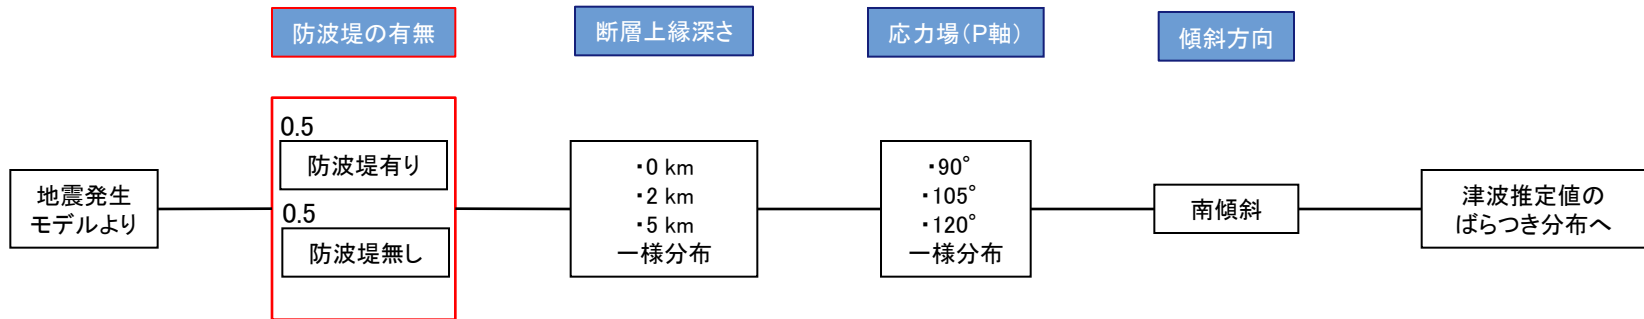 防波堤の有無
断層上縁深さ
応力場(P軸)
傾斜方向
地震発生
モデルより
0.5
防波堤有り
0.5
防波堤無し
・0 km
・2 km
・5 km
一様分布
・90°
・105°
・120°
一様分布
南傾斜
津波推定値の
ばらつき分布へ